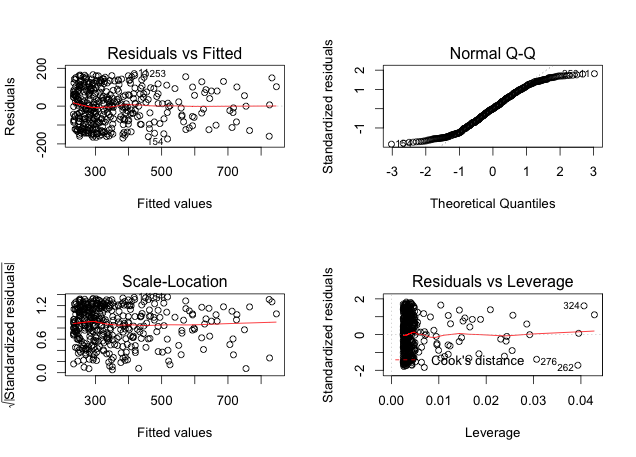 Residuals vs Fitted
Residuals
200
0
-200
253
154
300
500
700
Fitted values
Normal Q-Q
Standardized residuals
2
1
-1
-3
-2
-1
0
1
2
3
Theoretical Quantiles
Scale-Location
√|Standardized residuals|
1.2
0.6
0.0
300
500
700
Fitted values
Residuals vs Leverage
Standardized residuals
2
0
-2
324
276
262
Cook's distance
0.00
0.01
0.02
0.03
0.04
Leverage